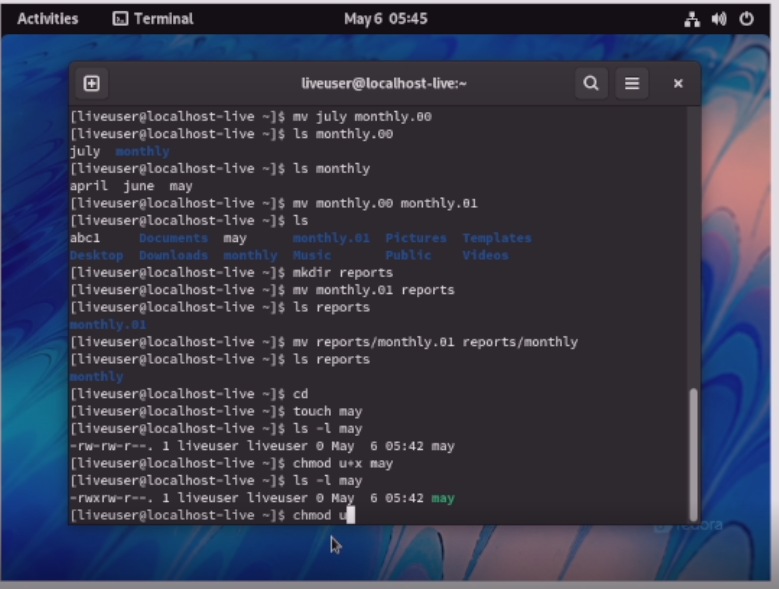 Activities Terminal May 6 05:45
liveuser@localhost-live:~
[liveuser@localhost-live ~]$ mv july monthly.00
[liveuser@localhost-live ~]$ ls monthly.00
july monthly
[liveuser@localhost-live ~]$ ls monthly
april june may
[liveuser@localhost-live ~]$ mv monthly.00 monthly.01
[liveuser@localhost-live ~]$ ls
abc1 Documents may monthly.01 Pictures Templates
Desktop Downloads monthly Music Public Videos
[liveuser@localhost-live ~]$ mkdir reports
[liveuser@localhost-live ~]$ mv monthly.01 reports
[liveuser@localhost-live ~]$ ls reports
monthly.01
[liveuser@localhost-live ~]$ mv reports/monthly.01 reports/monthly
[liveuser@localhost-live ~]$ ls reports
monthly
[liveuser@localhost-live ~]$ cd
[liveuser@localhost-live ~]$ touch may
[liveuser@localhost-live ~]$ ls -l may
-rw-rw-r--. 1 liveuser liveuser 0 May  6 05:42 may
[liveuser@localhost-live ~]$ chmod u+x may
[liveuser@localhost-live ~]$ ls -l may
-rwxrw-r--. 1 liveuser liveuser 0 May  6 05:42 may
[liveuser@localhost-live ~]$ chmod u
fedora